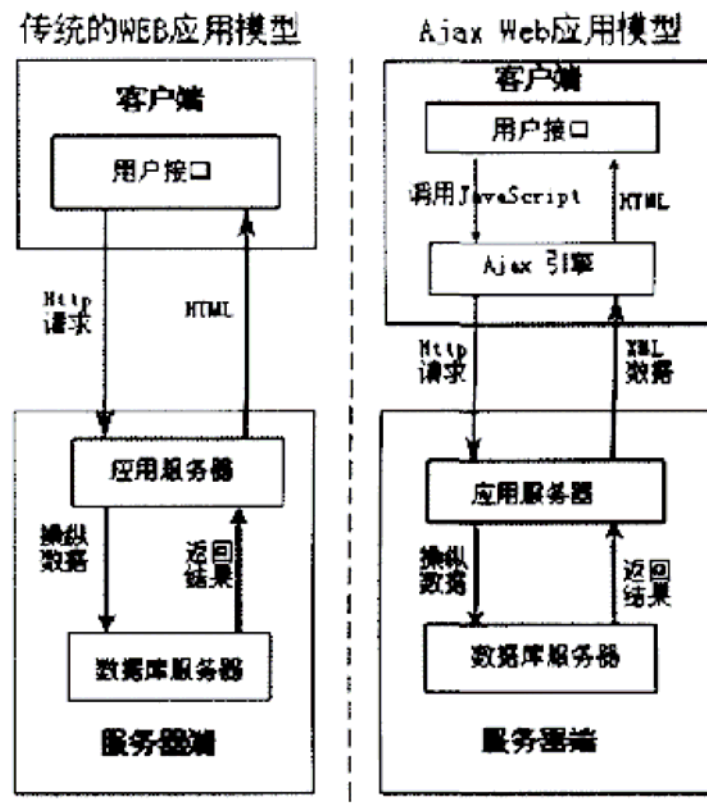 传统的WEB应用模型
客户端
用户接口
Http
请求
HTML
应用服务器
操纵
数据
返回
结果
数据库服务器
服务器端
Ajax Web应用模型
客户端
用户接口
调用JavaScript
HTML
Ajax 引擎
Http
请求
XML
数据
应用服务器
操纵
数据
返回
结果
数据库服务器
服务器端